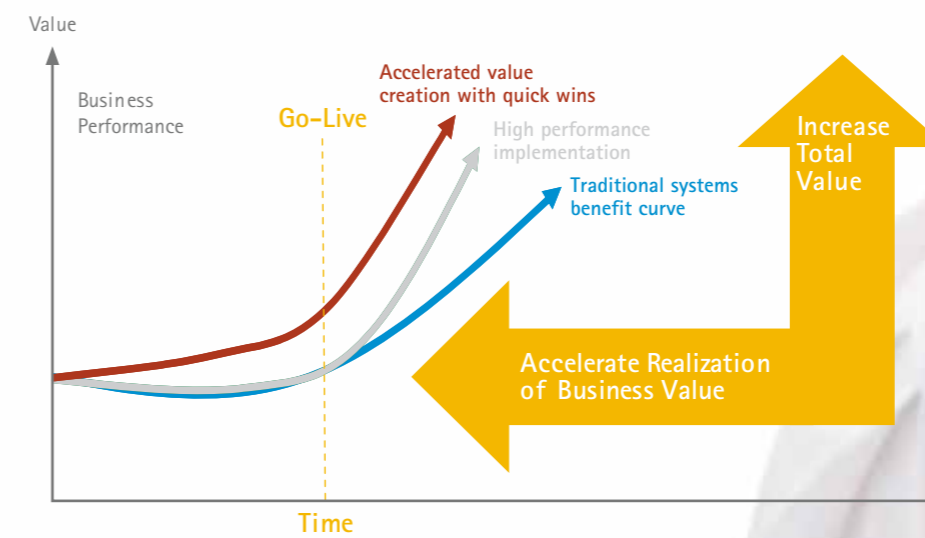 Value
Business
Performance
Go-Live
Accelerated value
creation with quick wins
High performance
implementation
Traditional systems
benefit curve
Increase
Total
Value
Accelerate Realization
of Business Value
Time